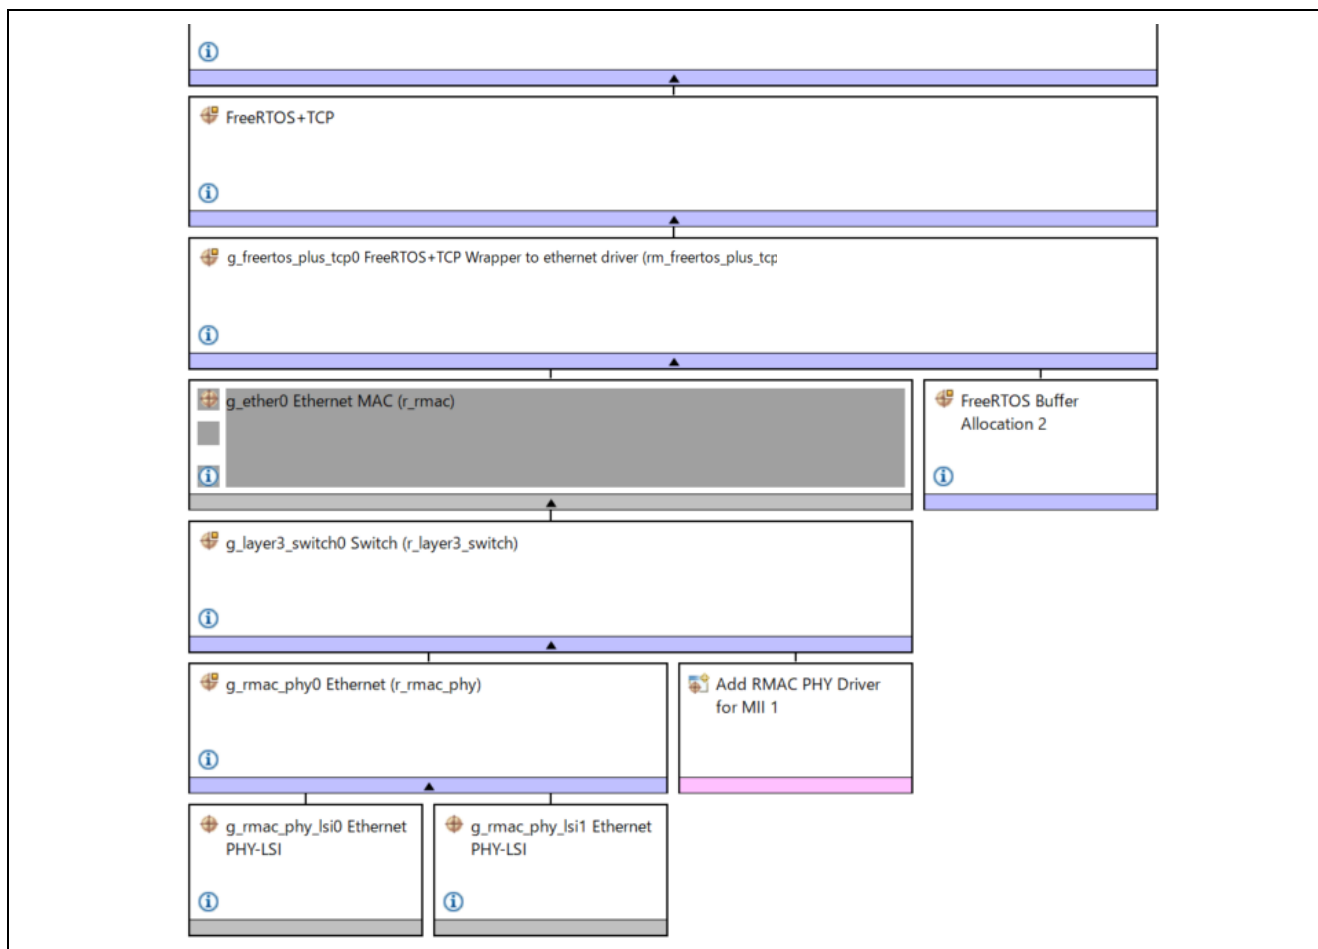 FreeRTOS+TCP
g_freertos_plus_tcp0 FreeRTOS+TCP Wrapper to ethernet driver (rm_freertos_plus_tcp
g_ether0 Ethernet MAC (r_rmac)
FreeRTOS Buffer
Allocation 2
g_layer3_switch0 Switch (r_layer3_switch)
g_rmac_phy0 Ethernet (r_rmac_phy)
Add RMAC PHY Driver
for MII 1
g_rmac_phy_lsi0 Ethernet
PHY-LSI
g_rmac_phy_lsi1 Ethernet
PHY-LSI